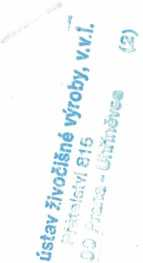 ústav živočišné výroby, v.v.i.
Přátelství 815
00 Praha - Uhříněves
(2)